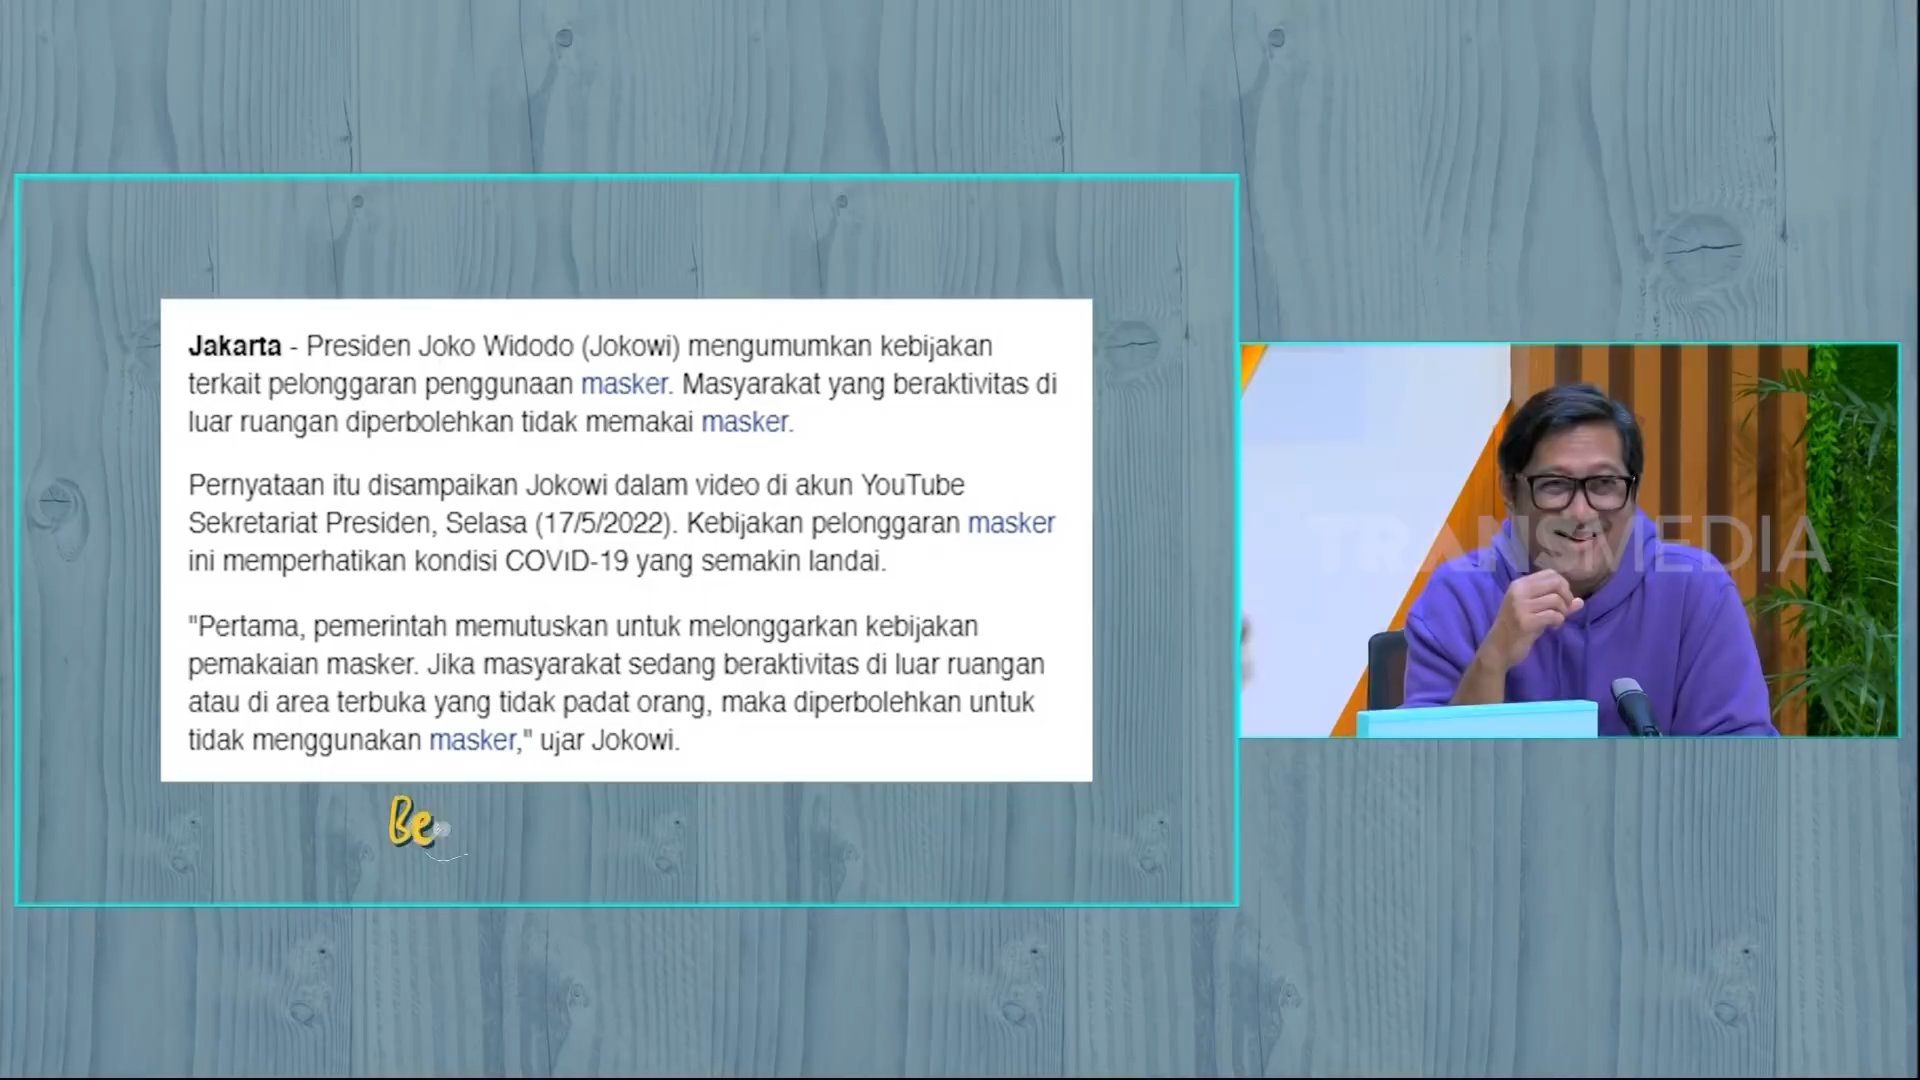 Jakarta - Presiden Joko Widodo (Jokowi) mengumumkan kebijakan
terkait pelonggaran penggunaan masker. Masyarakat yang beraktivitas di
luar ruangan diperbolehkan tidak memakai masker.
Pernyataan itu disampaikan Jokowi dalam video di akun YouTube
Sekretariat Presiden, Selasa (17/5/2022). Kebijakan pelonggaran masker
ini memperhatikan kondisi COVID-19 yang semakin landai.
"Pertama, pemerintah memutuskan untuk melonggarkan kebijakan
pemakaian masker. Jika masyarakat sedang beraktivitas di luar ruangan
atau di area terbuka yang tidak padat orang, maka diperbolehkan untuk
tidak menggunakan masker," ujar Jokowi.
Be
TRANSMEDIA